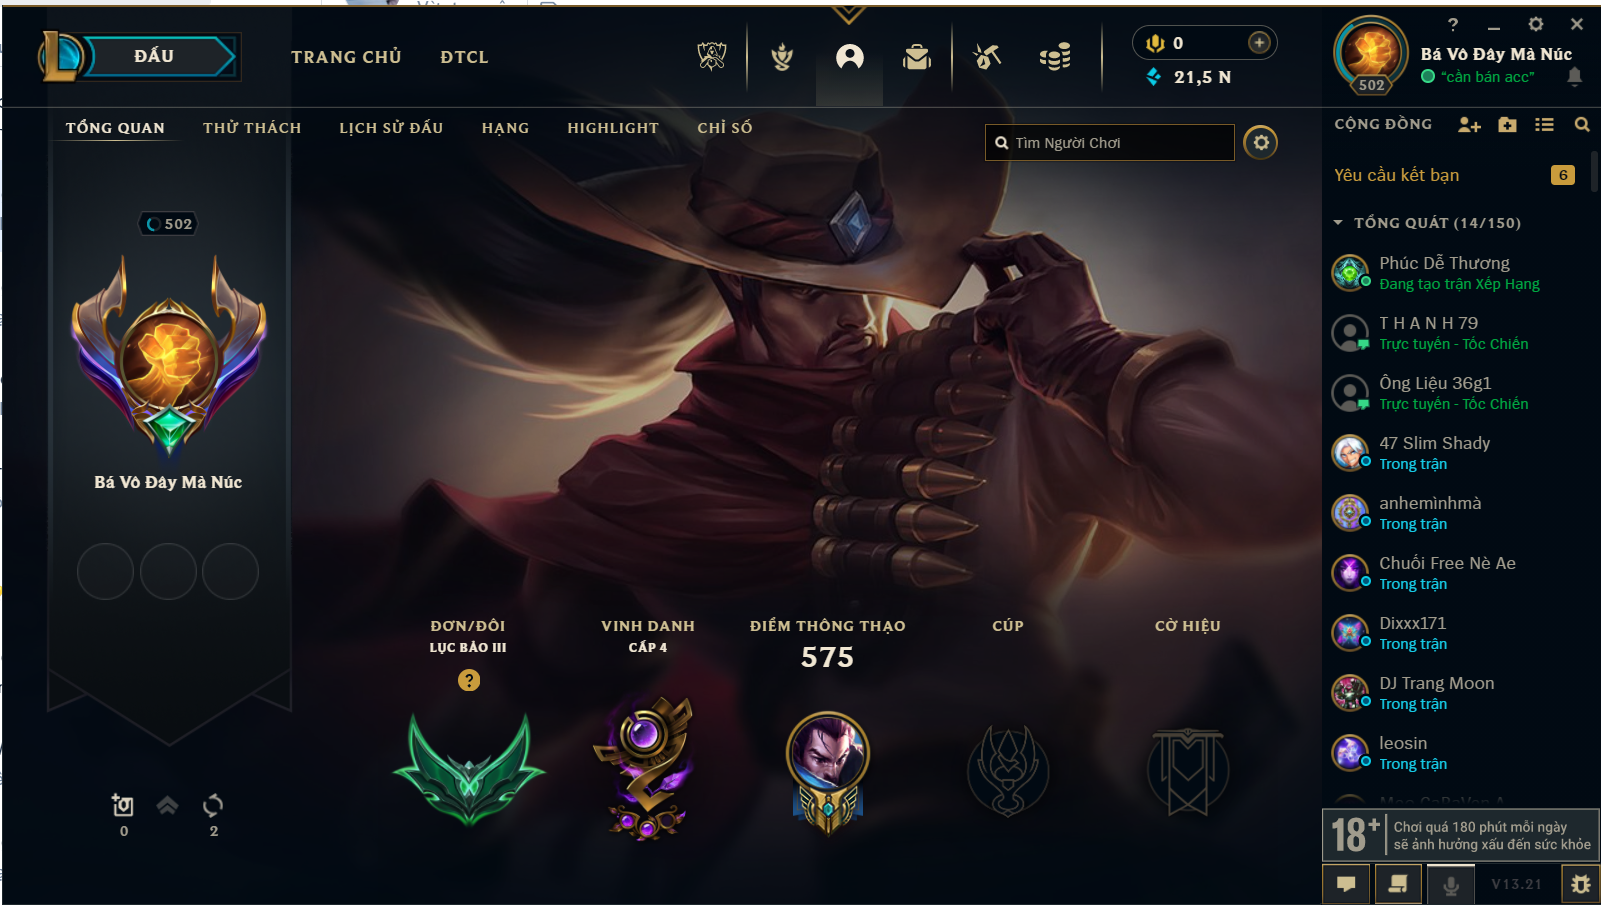 ĐẤU
TRANG CHỦ
ĐTCL
0
21,5 N
502
Bá Vô Đây Mà Núc
“cần bán acc”
TỔNG QUAN
THỬ THÁCH
LỊCH SỬ ĐẤU
HẠNG
HIGHLIGHT
CHỈ SỐ
Tìm Người Chơi
502
Bá Vô Đây Mà Núc
0
2
ĐƠN/ĐÔI
LỤC BẢO III
?
VINH DANH
CẤP 4
ĐIỂM THÔNG THẠO
575
CÚP
CỜ HIỆU
CỘNG ĐỒNG
Yêu cầu kết bạn
6
TỔNG QUÁT (14/150)
Phúc Dễ Thương
Đang tạo trận Xếp Hạng
T H A N H 79
Trực tuyến - Tốc Chiến
Ông Liệu 36g1
Trực tuyến - Tốc Chiến
47 Slim Shady
Trong trận
anhemìnhmà
Trong trận
Chuối Free Nè Ae
Trong trận
Dixxx171
Trong trận
DJ Trang Moon
Trong trận
leosin
Trong trận
18+
Chơi quá 180 phút mỗi ngày
sẽ ảnh hưởng xấu đến sức khỏe
V13.21